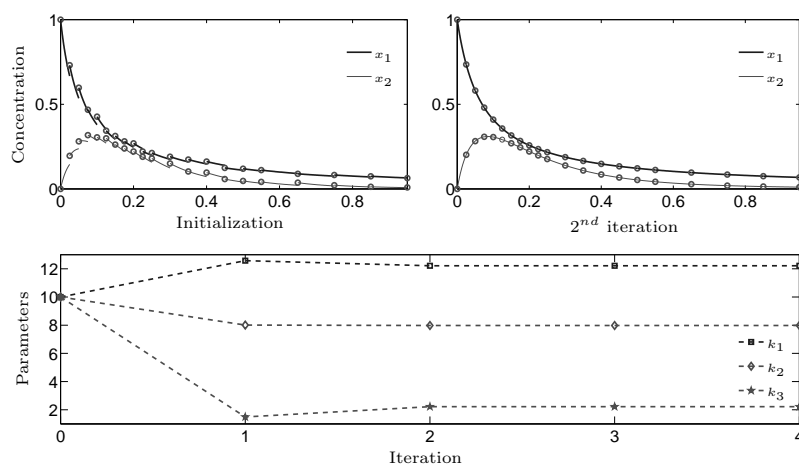 1
0.5
0
Concentration
x1
x2
0 0.2 0.4 0.6 0.8
Initialization
1
0.5
0
x1
x2
0 0.2 0.4 0.6 0.8
2nd iteration
12
10
8
6
4
2
Parameters
k1
k2
k3
0 1 2 3 4
Iteration